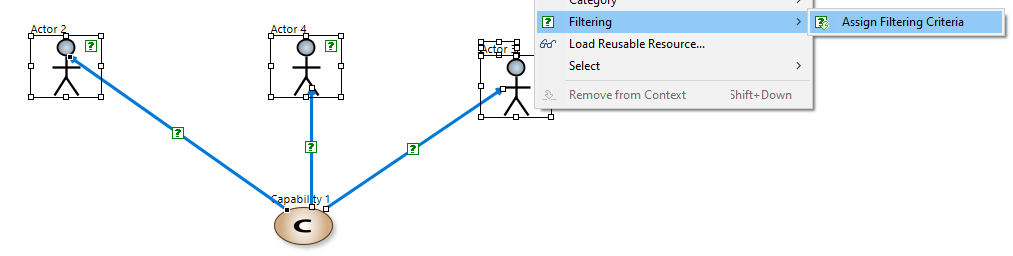 Category
Actor 2
Actor 4
Filtering
Assign Filtering Criteria
Actor
Load Reusable Resource...
Select
Remove from Context Shift+Down
?
?
?
?
?
Capability 1
C